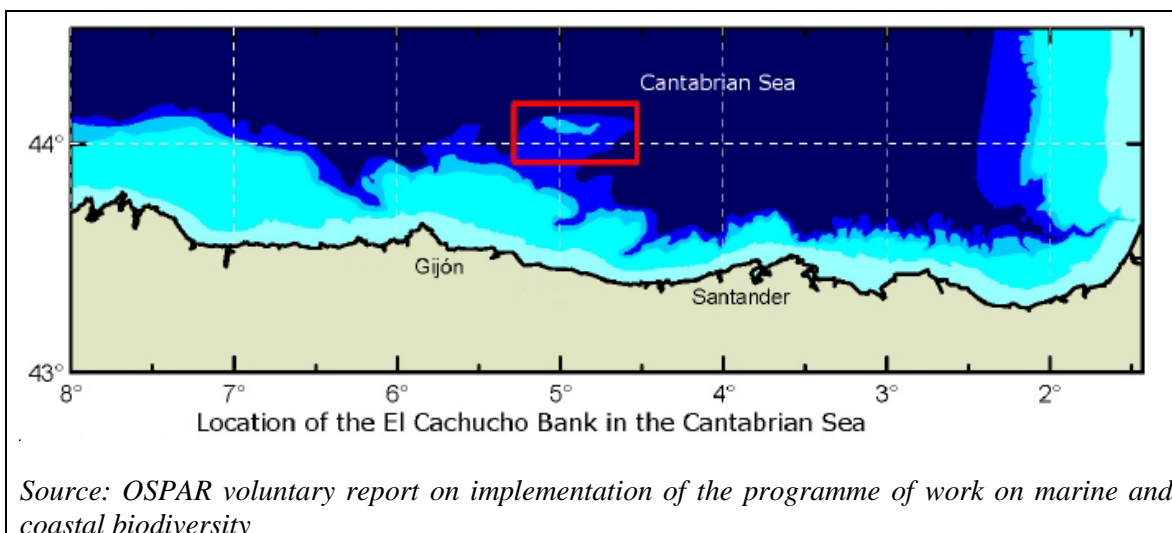 Cantabrian Sea
44°
Gijón
Santander
43°
8° 7° 6° 5° 4° 3° 2°
Location of the El Cachucho Bank in the Cantabrian Sea
Source: OSPAR voluntary report on implementation of the programme of work on marine and
coastal biodiversity